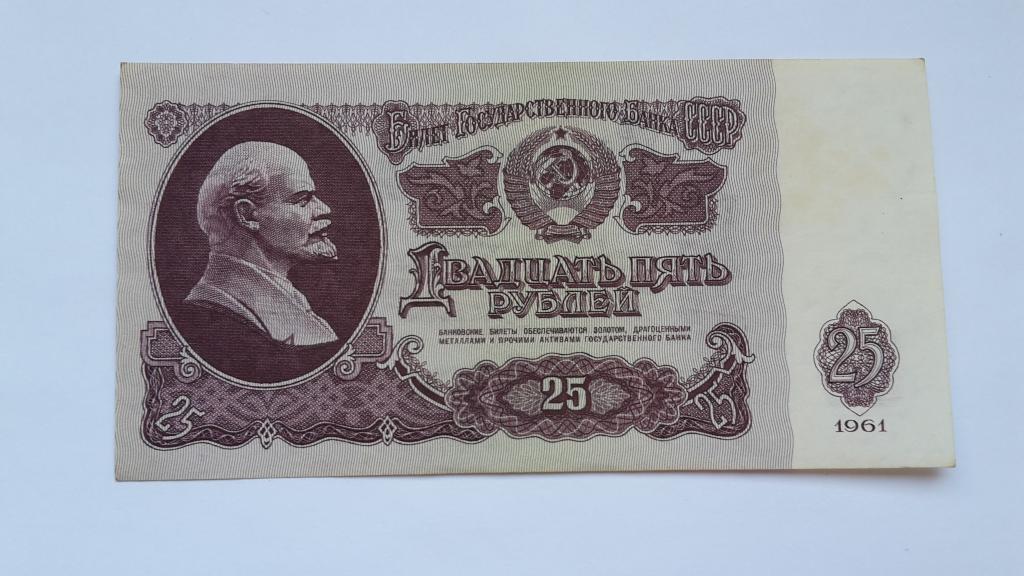 Билет Государственного Банка СССР
Двадцать пять
рублей
БАНКОВСКИЕ БИЛЕТЫ ОБЕСПЕЧИВАЮТСЯ ЗОЛОТОМ, ДРАГОЦЕННЫМИ
МЕТАЛЛАМИ И ПРОЧИМИ АКТИВАМИ ГОСУДАРСТВЕННОГО БАНКА
25
25
25
25
1961